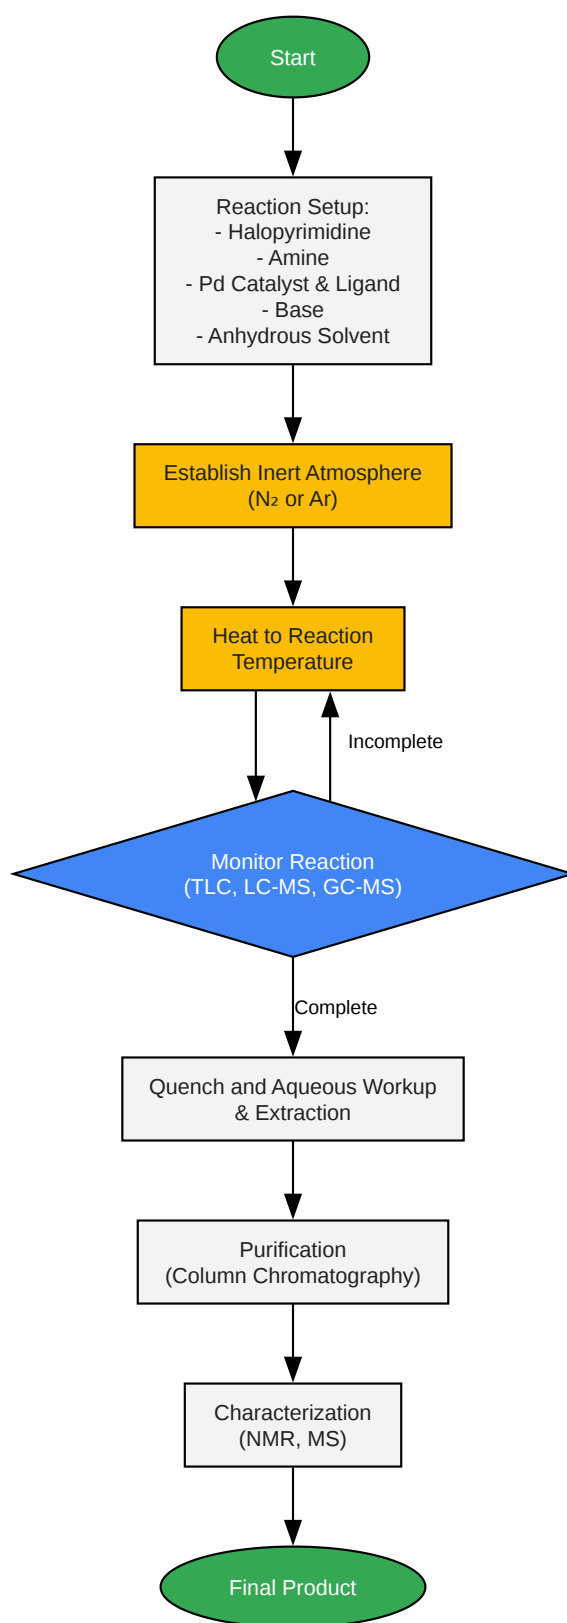 Start
Reaction Setup:
- Halopyrimidine
- Amine
- Pd Catalyst & Ligand
- Base
- Anhydrous Solvent
Establish Inert Atmosphere
(N₂ or Ar)
Heat to Reaction
Temperature
Incomplete
Monitor Reaction
(TLC, LC-MS, GC-MS)
Complete
Quench and Aqueous Workup
& Extraction
Purification
(Column Chromatography)
Characterization
(NMR, MS)
Final Product